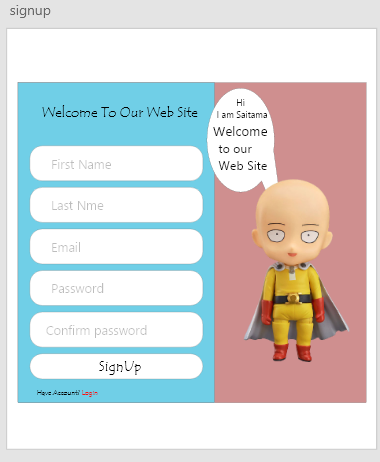 signup
Welcome To Our Web Site
First Name
Last Nme
Email
Password
Confirm password
SignUp
Have Account? Login
Hi
I am Saitama
Welcome
to our
Web Site